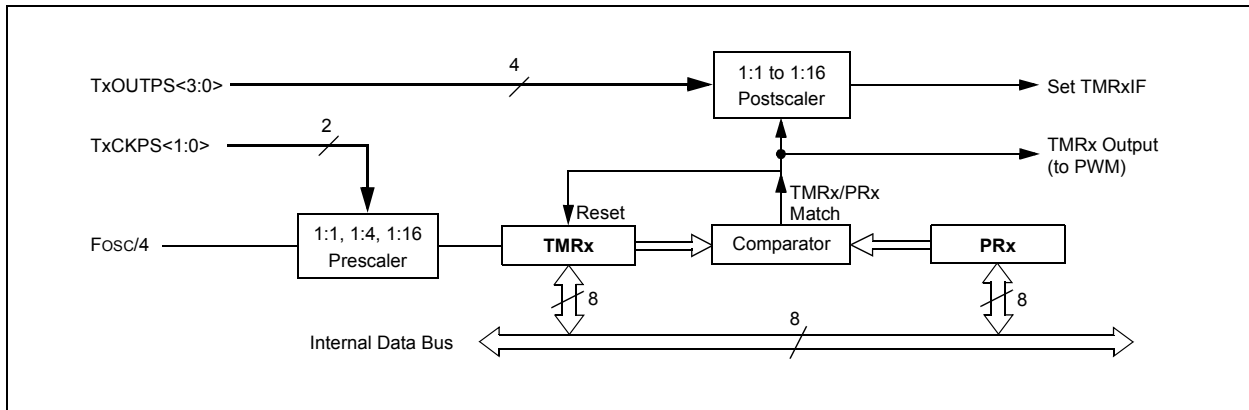 TxOUTPS<3:0>
4
1:1 to 1:16
Postscaler
Set TMRxIF
TxCKPS<1:0>
2
TMRx Output
(to PWM)
Reset
TMRx/PRx
Match
FOSC/4
1:1, 1:4, 1:16
Prescaler
TMRx
Comparator
PRx
8
8
8
Internal Data Bus